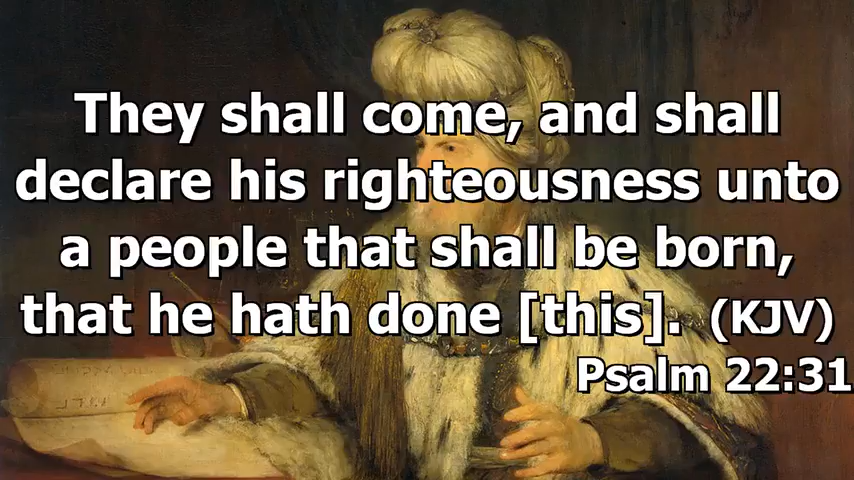 They shall come, and shall
declare his righteousness unto
a people that shall be born,
that he hath done [this]. (KJV)
Psalm 22:31